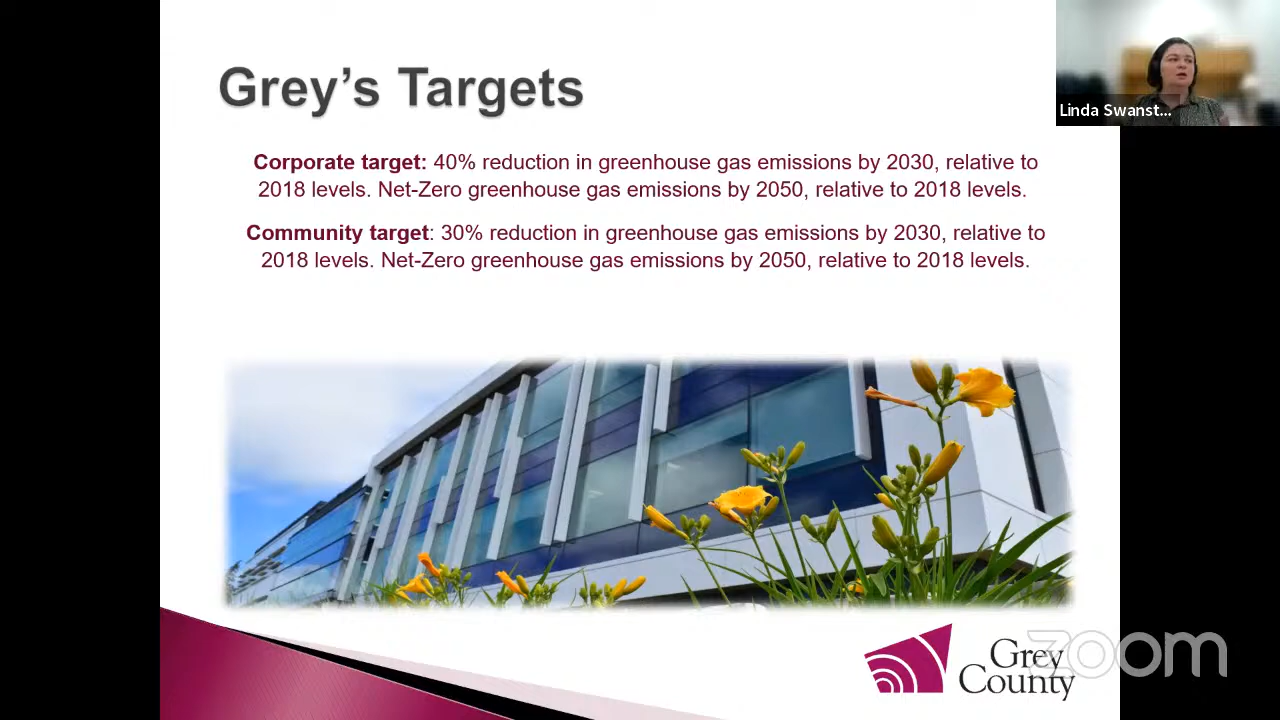 Grey's Targets
Linda Swanst...
Corporate target: 40% reduction in greenhouse gas emissions by 2030, relative to
2018 levels. Net-Zero greenhouse gas emissions by 2050, relative to 2018 levels.
Community target: 30% reduction in greenhouse gas emissions by 2030, relative to
2018 levels. Net-Zero greenhouse gas emissions by 2050, relative to 2018 levels.
Grey
County
zoom